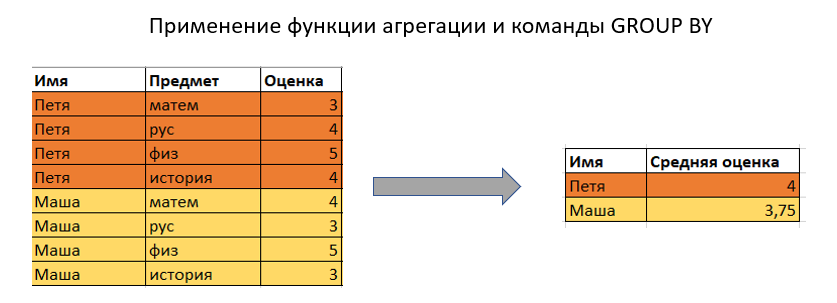 Применение функции агрегации и команды GROUP BY
Имя Предмет Оценка
Петя матем 3
Петя рус 4
Петя физ 5
Петя история 4
Маша матем 4
Маша рус 3
Маша физ 5
Маша история 3
Имя Средняя оценка
Петя 4
Маша 3,75